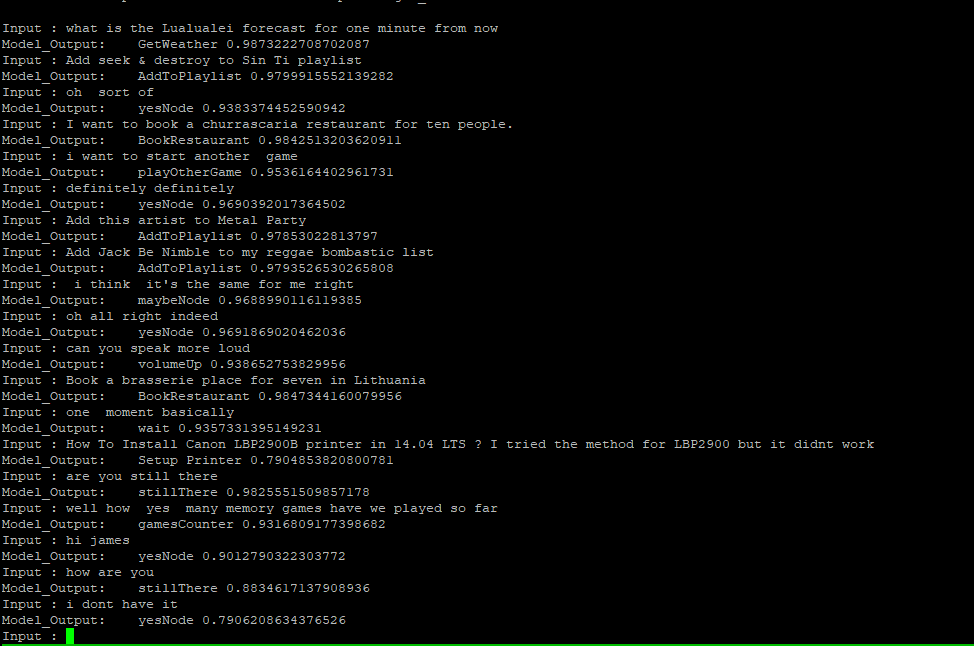 Input : what is the Lualualei forecast for one minute from now
Model_Output:    GetWeather 0.9873222708702087
Input : Add seek & destroy to Sin Ti playlist
Model_Output:    AddToPlaylist 0.9799915552139282
Input : oh  sort of
Model_Output:    yesNode 0.9383374452590942
Input : I want to book a churrascaria restaurant for ten people.
Model_Output:    BookRestaurant 0.9842513203620911
Input : i want to start another  game
Model_Output:    playOtherGame 0.9536164402961731
Input : definitely definitely
Model_Output:    yesNode 0.9690392017364502
Input : Add this artist to Metal Party
Model_Output:    AddToPlaylist 0.97853022813797
Input : Add Jack Be Nimble to my reggae bombastic list
Model_Output:    AddToPlaylist 0.9793526530265808
Input :  i think  it's the same for me right
Model_Output:    maybeNode 0.9688990116119385
Input : oh all right indeed
Model_Output:    yesNode 0.9691869020462036
Input : can you speak more loud
Model_Output:    volumeUp 0.938652753829956
Input : Book a brasserie place for seven in Lithuania
Model_Output:    BookRestaurant 0.9847344160079956
Input : one  moment basically
Model_Output:    wait 0.9357331395149231
Input : How To Install Canon LBP2900B printer in 14.04 LTS ? I tried the method for LBP2900 but it didnt work
Model_Output:    Setup Printer 0.7904853820800781
Input : are you still there
Model_Output:    stillThere 0.9825551509857178
Input : well how  yes  many memory games have we played so far
Model_Output:    gamesCounter 0.9316809177398682
Input : hi james
Model_Output:    yesNode 0.9012790322303772
Input : how are you
Model_Output:    stillThere 0.8834617137908936
Input : i dont have it
Model_Output:    yesNode 0.7906208634376526
Input :